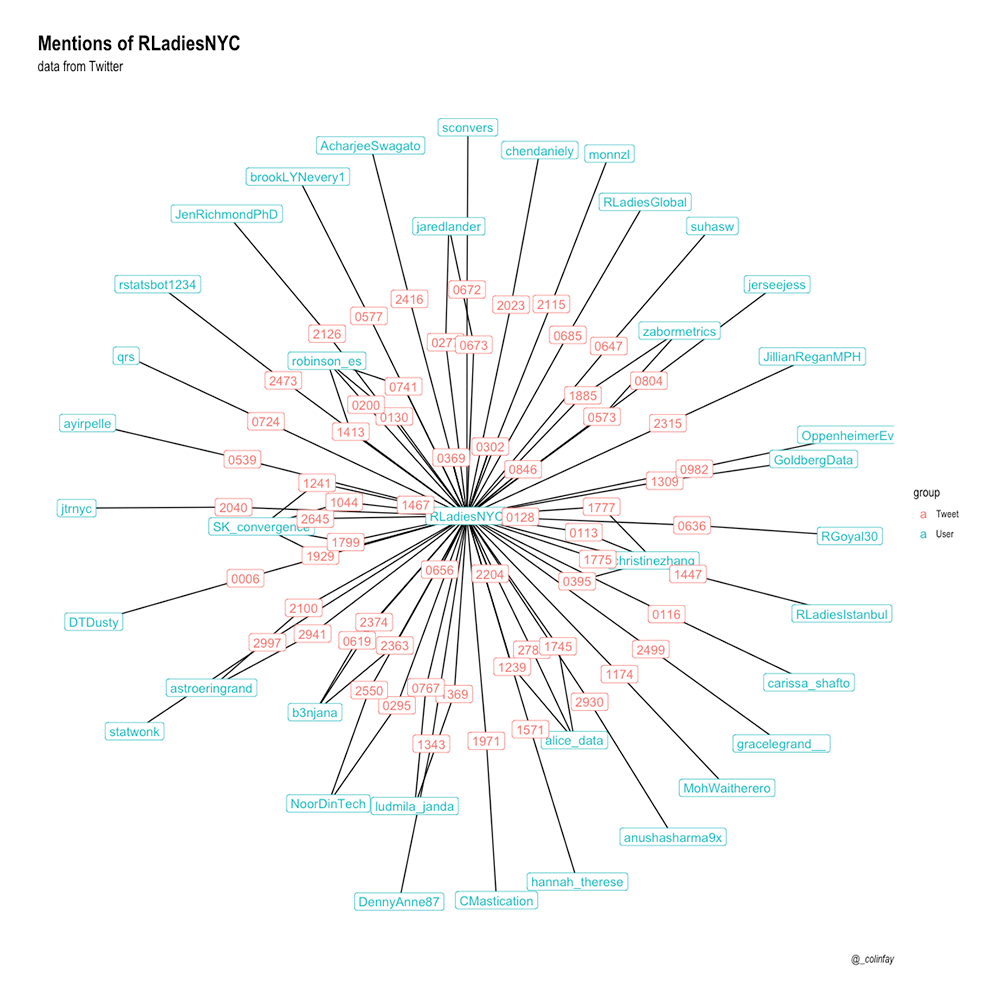 Mentions of RLadiesNYC
data from Twitter
sconvers
AcharjeeSwagato
chendaniely
monnzl
brookLYNevery1
RLadiesGlobal
JenRichmondPhD
jaredlander
suhasw
rstatsbot1234
jerseejess
0672
2416
2023
2115
0577
zabormetrics
2126
0685
0277
0673
0647
qrs
JillianReganMPH
robinson_es
2473
0741
0804
1885
0200
0130
0573
ayirpelle
0724
2315
1413
OppenheimerEv
0302
0369
GoldbergData
0539
0846
0982
1241
1309
group
1044
1467
1777
jtrnyc
2040
Tweet
2645
RLadiesNYC
0128
SK_convergence
0636
0113
User
RGoyal30
1799
1929
1775
christinezhang
0656
2204
1447
0006
0395
2100
RLadiesIstanbul
0116
DTDusty
2374
2941
2997
0619
2363
1745
278
2499
1239
1174
carissa_shafto
astroeringrand
2550
0767
1369
2930
0295
b3njana
statwonk
1571
1343
1971
alice_data
gracelegrand__
MohWaitherero
NoorDinTech
ludmila_janda
anushasharma9x
hannah_therese
DennyAnne87
CMastication
@_colinfay